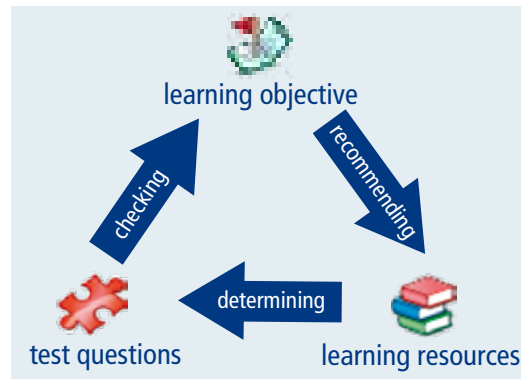 learning objective
recommending
checking
determining
test questions
learning resources